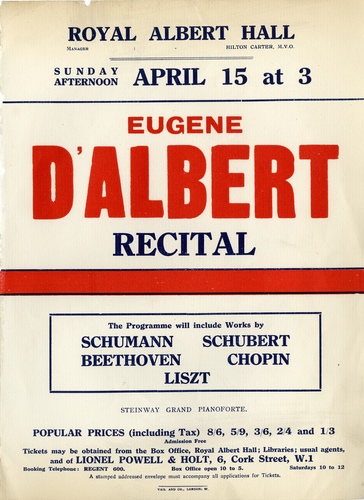 ROYAL ALBERT HALL
MANAGER HILTON CARTER, M.V.O.
SUNDAY AFTERNOON APRIL 15 at 3
EUGENE
D'ALBERT
RECITAL
The Programme will include Works by
SCHUMANN SCHUBERT
BEETHOVEN CHOPIN
LISZT
STEINWAY GRAND PIANOFORTE.
POPULAR PRICES (including Tax) 8/6, 5/9, 3/6, 2/4 and 1/3
Admission Free
Tickets may be obtained from the Box Office, Royal Albert Hall; Libraries; usual agents,
and of LIONEL POWELL & HOLT, 6, Cork Street, W.1
Booking Telephone: REGENT 600. Box Office open 10 to 5. Saturdays 10 to 12
A stamped addressed envelope must accompany all applications for Tickets.